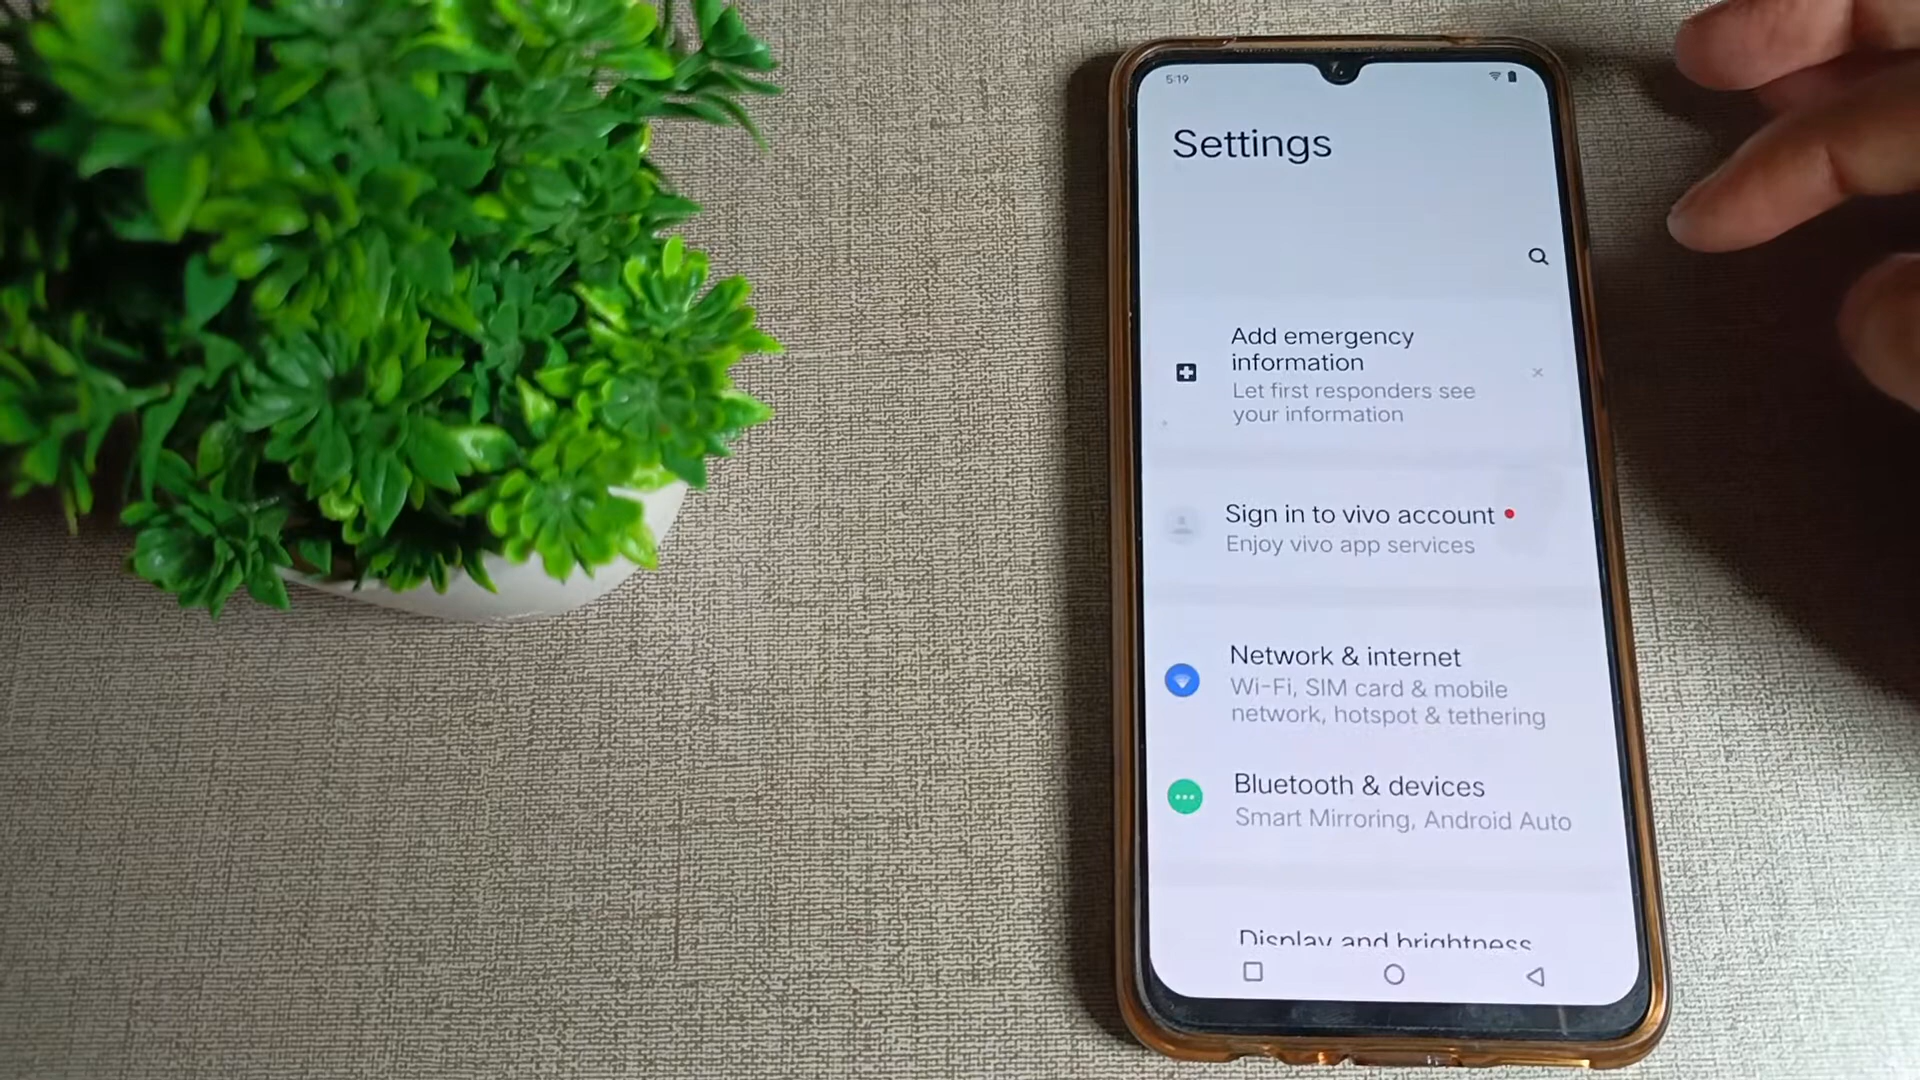 5:19
Settings
Add emergency
information
Let first responders see
your information
Sign in to vivo account
Enjoy vivo app services
Network & internet
Wi-Fi, SIM card & mobile
network, hotspot & tethering
Bluetooth & devices
Smart Mirroring, Android Auto
Display and brightness